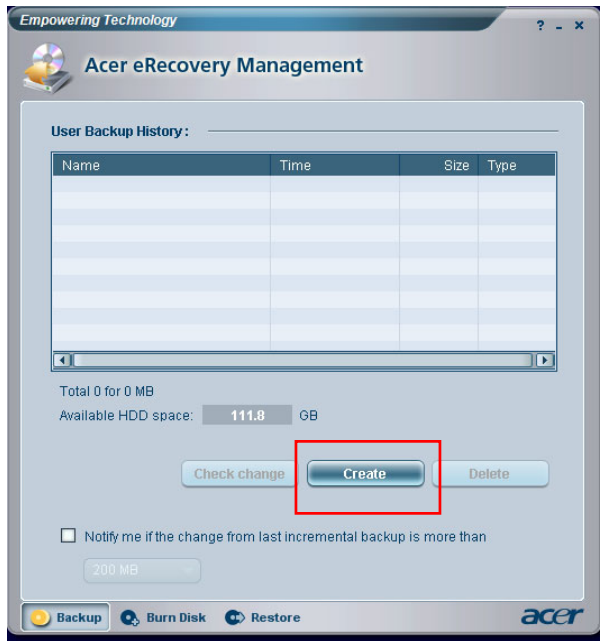 Empowering Technology
? - x
Acer eRecovery Management
User Backup History :
Name Time Size Type
Total 0 for 0 MB
Available HDD space: 111.8 GB
Check change Create Delete
Notify me if the change from last incremental backup is more than
200 MB
Backup Burn Disk Restore acer